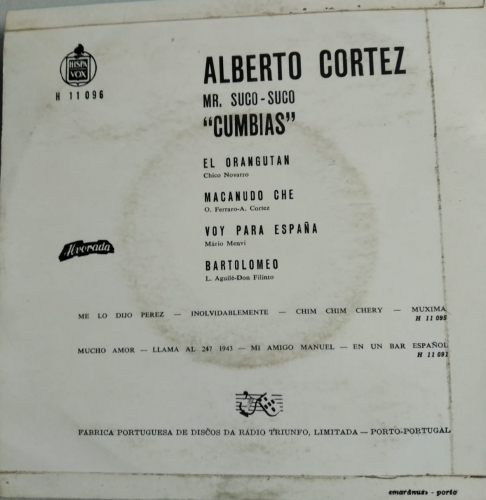 HISPA
VOX
H 11 096
ALBERTO CORTEZ
MR. SUCO-SUCO
"CUMBIAS"
EL ORANGUTAN
Chico Novarro
MACANUDO CHE
O. Ferraro-A. Cortez
VOY PARA ESPAÑA
Mário Meavi
BARTOLOMEO
L. Aguilé-Don Filinto
Alvorada
ME LO DIJO PEREZ — INOLVIDABLEMENTE — CHIM CHIM CHERY — MUXIMA
H 11 095
MUCHO AMOR — LLAMA AL 247 1943 — MI AMIGO MANUEL — EN UN BAR ESPAÑOL
H 11 091
FABRICA PORTUGUESA DE DISCOS DA RÁDIO TRIUNFO, LIMITADA — PORTO-PORTUGAL
«marânus» - porto